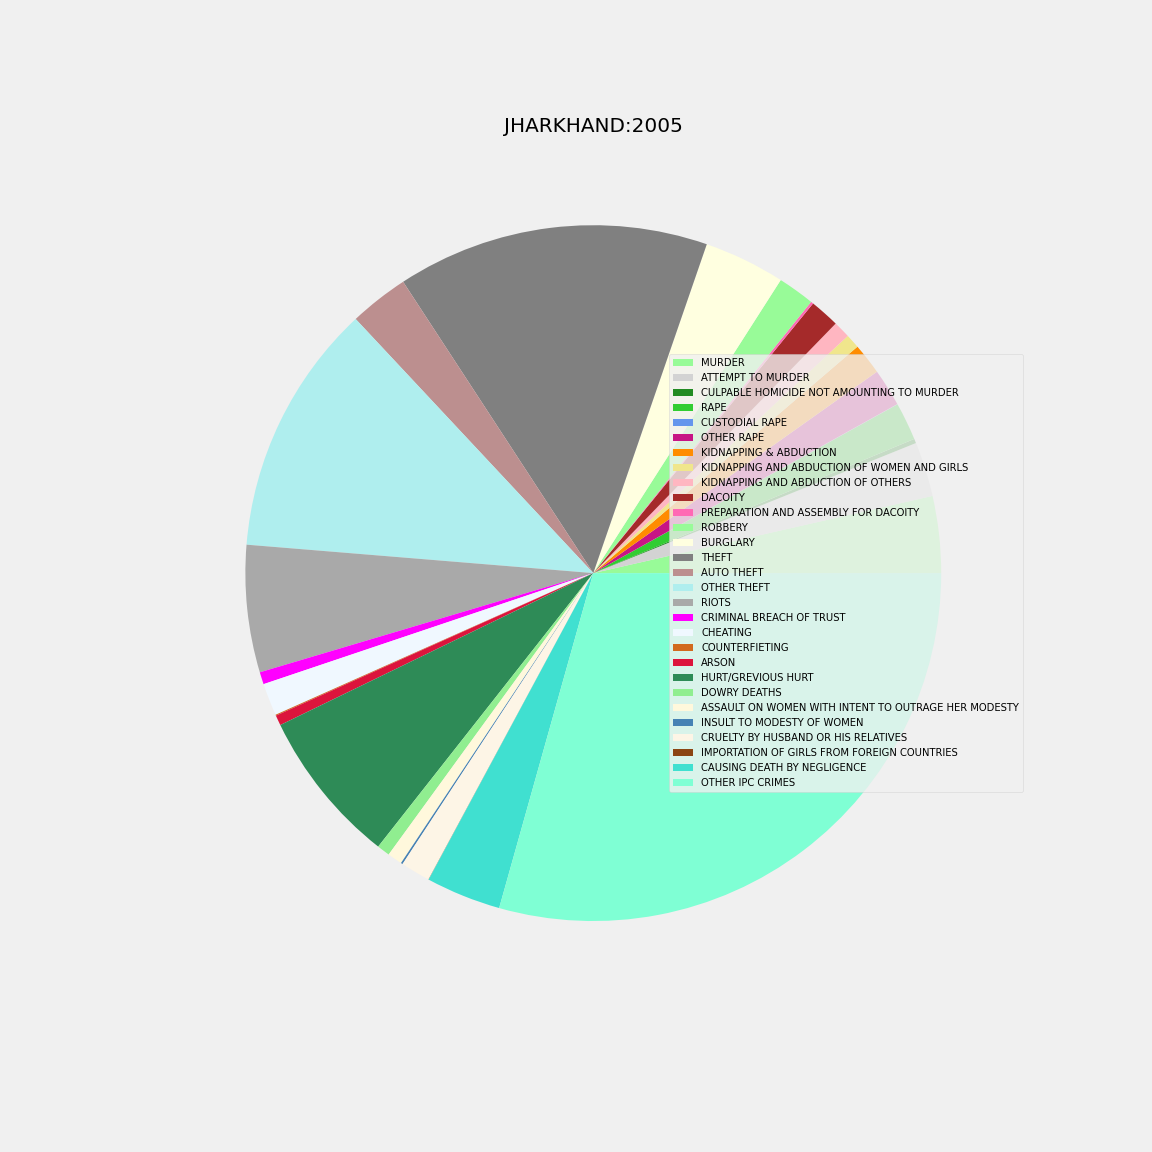 JHARKHAND:2005
MURDER
ATTEMPT TO MURDER
CULPABLE HOMICIDE NOT AMOUNTING TO MURDER
RAPE
CUSTODIAL RAPE
OTHER RAPE
KIDNAPPING & ABDUCTION
KIDNAPPING AND ABDUCTION OF WOMEN AND GIRLS
KIDNAPPING AND ABDUCTION OF OTHERS
DACOITY
PREPARATION AND ASSEMBLY FOR DACOITY
ROBBERY
BURGLARY
THEFT
AUTO THEFT
OTHER THEFT
RIOTS
CRIMINAL BREACH OF TRUST
CHEATING
COUNTERFIETING
ARSON
HURT/GREVIOUS HURT
DOWRY DEATHS
ASSAULT ON WOMEN WITH INTENT TO OUTRAGE HER MODESTY
INSULT TO MODESTY OF WOMEN
CRUELTY BY HUSBAND OR HIS RELATIVES
IMPORTATION OF GIRLS FROM FOREIGN COUNTRIES
CAUSING DEATH BY NEGLIGENCE
OTHER IPC CRIMES